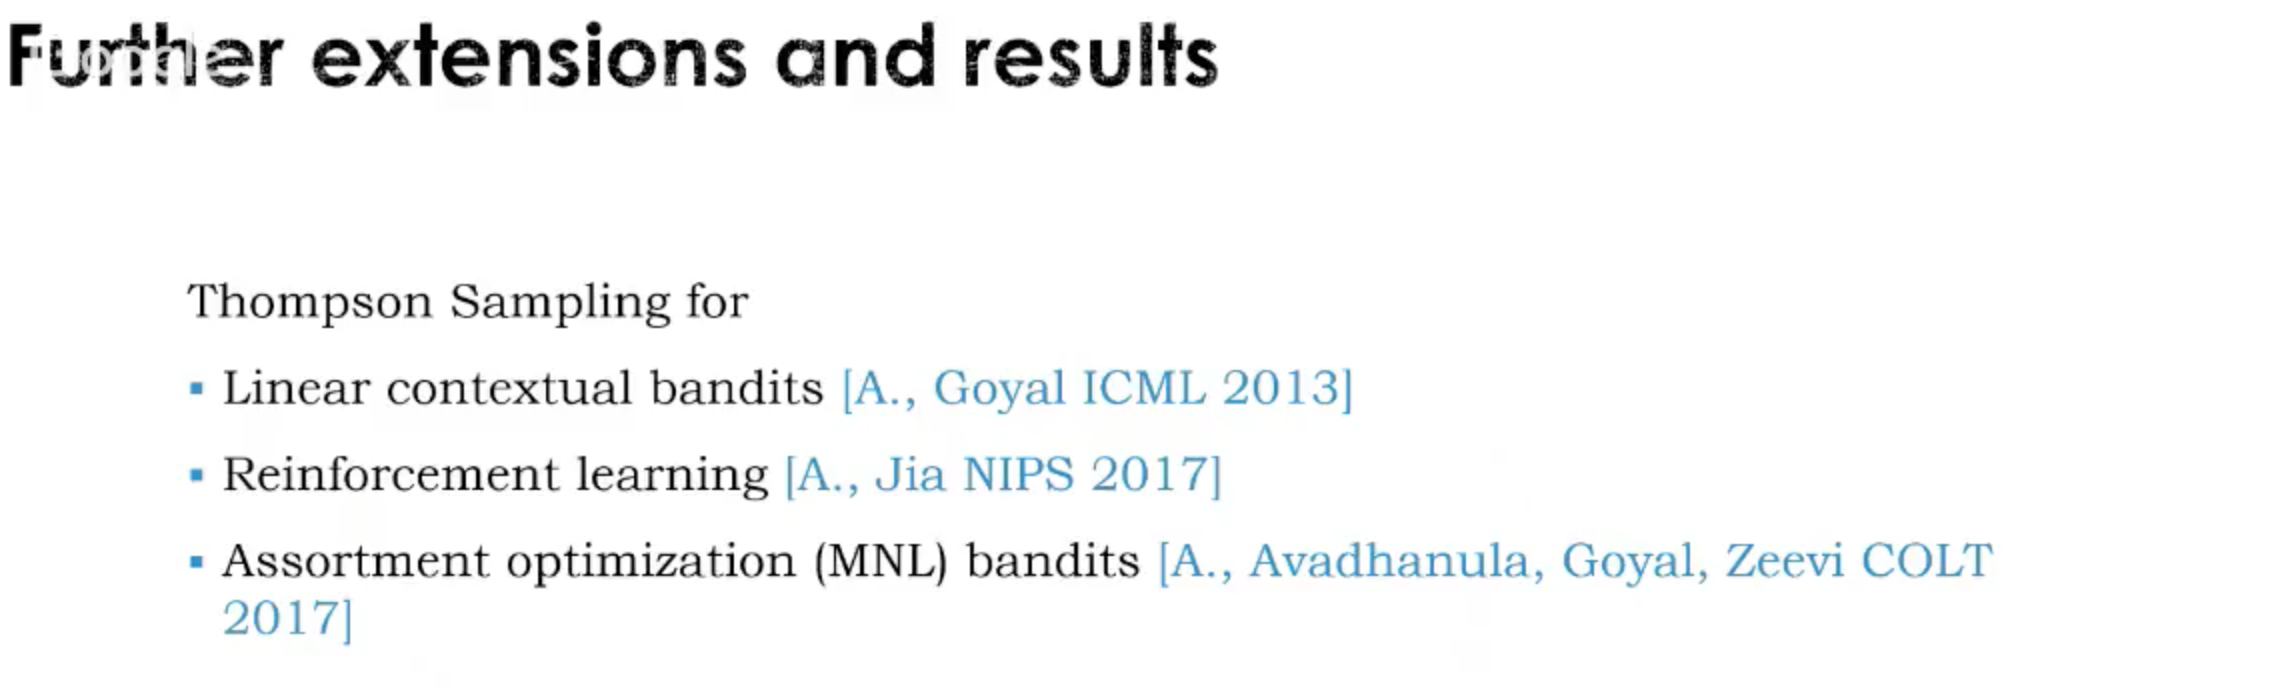 Further extensions and results
Google
Thompson Sampling for
▪ Linear contextual bandits [A., Goyal ICML 2013]
▪ Reinforcement learning [A., Jia NIPS 2017]
▪ Assortment optimization (MNL) bandits [A., Avadhanula, Goyal, Zeevi COLT
2017]